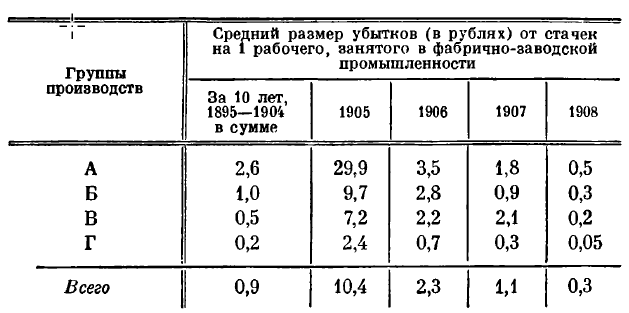 Группы производств
Средний размер убытков (в рублях) от стачек
на 1 рабочего, занятого в фабрично-заводской
промышленности
За 10 лет,
1895—1904
в сумме
1905
1906
1907
1908
А 2,6 29,9 3,5 1,8 0,5
Б 1,0 9,7 2,8 0,9 0,3
В 0,5 7,2 2,2 2,1 0,2
Г 0,2 2,4 0,7 0,3 0,05
Всего 0,9 10,4 2,3 1,1 0,3